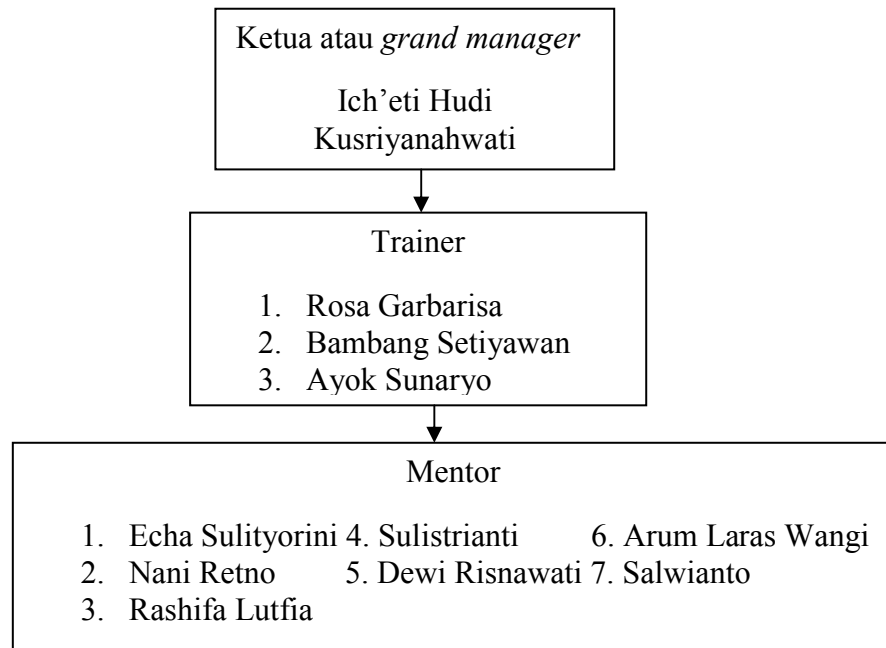 Ketua atau grand manager
Ich’eti Hudi
Kusriyanahwati
Trainer
1. Rosa Garbarisa
2. Bambang Setiyawan
3. Ayok Sunaryo
Mentor
1. Echa Sulityorini 4. Sulistrianti 6. Arum Laras Wangi
2. Nani Retno 5. Dewi Risnawati 7. Salwianto
3. Rashifa Lutfia